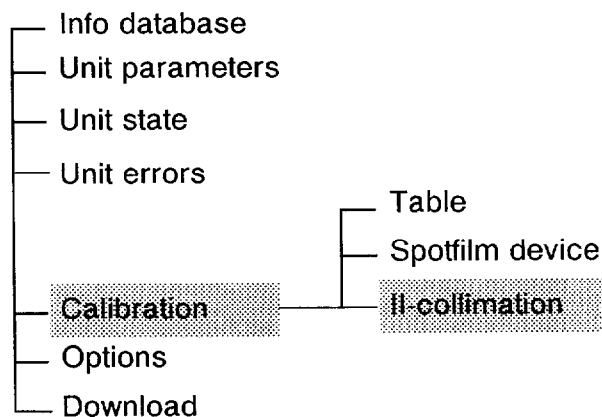 Info database
Unit parameters
Unit state
Unit errors
Table
Spotfilm device
Calibration
II-collimation
Options
Download